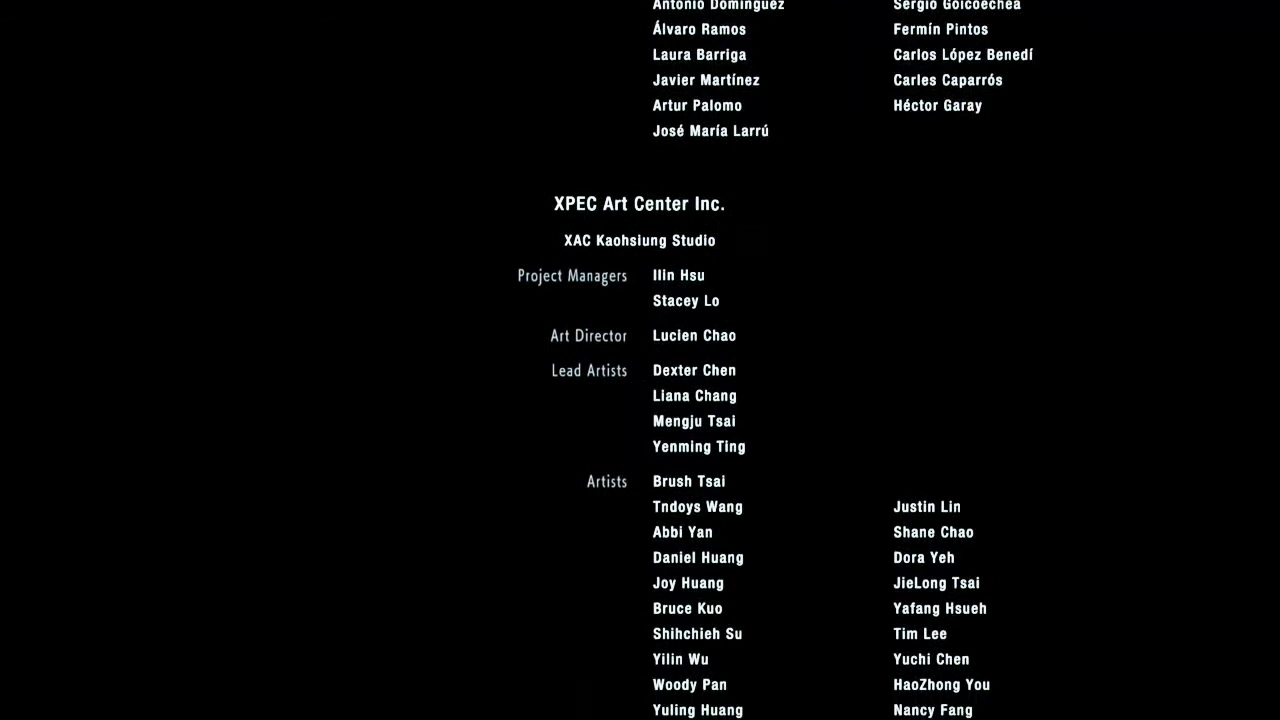 Antonio Domínguez Sergio Goicoechea
Álvaro Ramos Fermín Pintos
Laura Barriga Carlos López Benedí
Javier Martínez Carles Caparrós
Artur Palomo Héctor Garay
José María Larrú
XPEC Art Center Inc.
XAC Kaohsiung Studio
Project Managers IIin Hsu
Stacey Lo
Art Director Lucien Chao
Lead Artists Dexter Chen
Liana Chang
Mengju Tsai
Yenming Ting
Artists Brush Tsai
Tndoys Wang Justin Lin
Abbi Yan Shane Chao
Daniel Huang Dora Yeh
Joy Huang JieLong Tsai
Bruce Kuo Yafang Hsueh
Shihchieh Su Tim Lee
Yilin Wu Yuchi Chen
Woody Pan HaoZhong You
Yuling Huang Nancy Fang